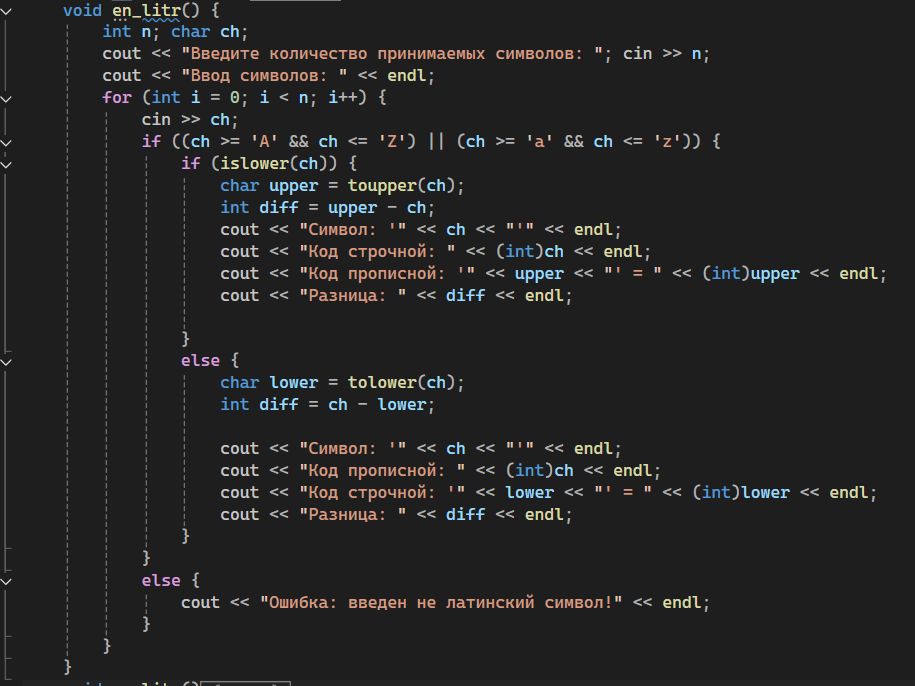 void en_litr() {
int n; char ch;
cout << "Введите количество принимаемых символов: "; cin >> n;
cout << "Ввод символов: " << endl;
for (int i = 0; i < n; i++) {
cin >> ch;
if ((ch >= 'A' && ch <= 'Z') || (ch >= 'a' && ch <= 'z')) {
if (islower(ch)) {
char upper = toupper(ch);
int diff = upper - ch;
cout << "Символ: '" << ch << "'" << endl;
cout << "Код строчной: " << (int)ch << endl;
cout << "Код прописной: '" << upper << "' = " << (int)upper << endl;
cout << "Разница: " << diff << endl;
}
else {
char lower = tolower(ch);
int diff = ch - lower;
cout << "Символ: '" << ch << "'" << endl;
cout << "Код прописной: " << (int)ch << endl;
cout << "Код строчной: '" << lower << "' = " << (int)lower << endl;
cout << "Разница: " << diff << endl;
}
}
else {
cout << "Ошибка: введен не латинский символ!" << endl;
}
}
}